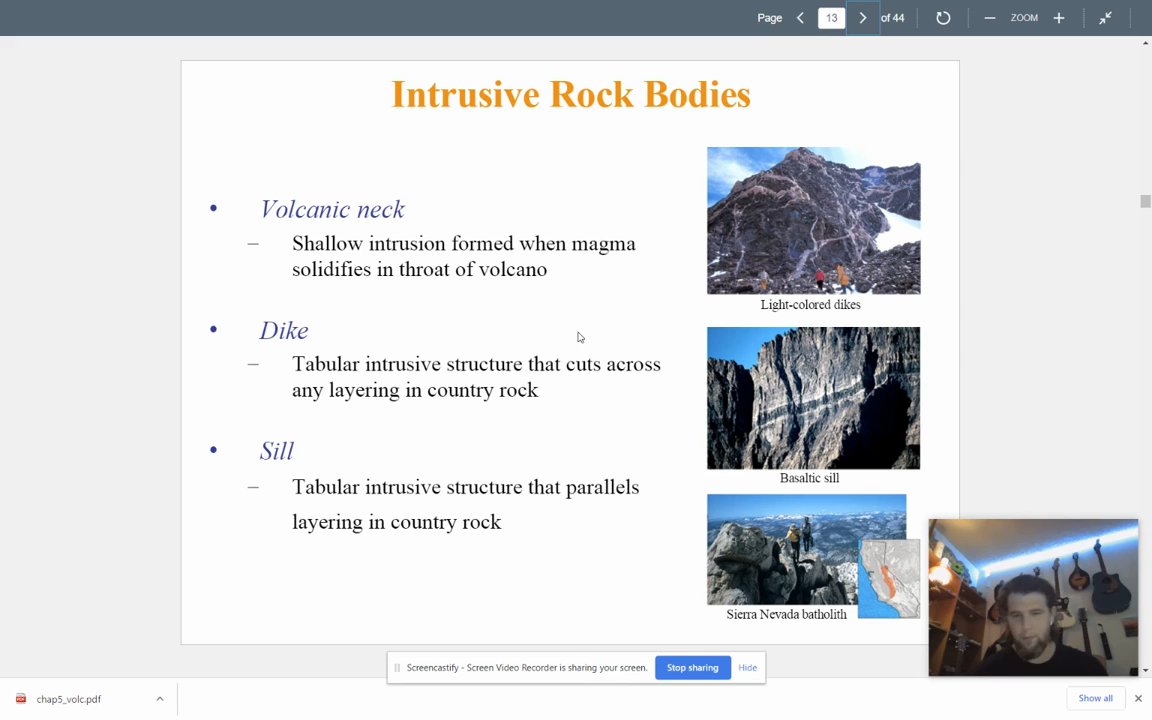 Page 13 of 44 ZOOM
Intrusive Rock Bodies
• Volcanic neck
– Shallow intrusion formed when magma
solidifies in throat of volcano
• Dike
– Tabular intrusive structure that cuts across
any layering in country rock
• Sill
– Tabular intrusive structure that parallels
layering in country rock
Light-colored dikes
Basaltic sill
Sierra Nevada batholith
Screencastify - Screen Video Recorder is sharing your screen. Stop sharing Hide
PDF chap5_volc.pdf Show all